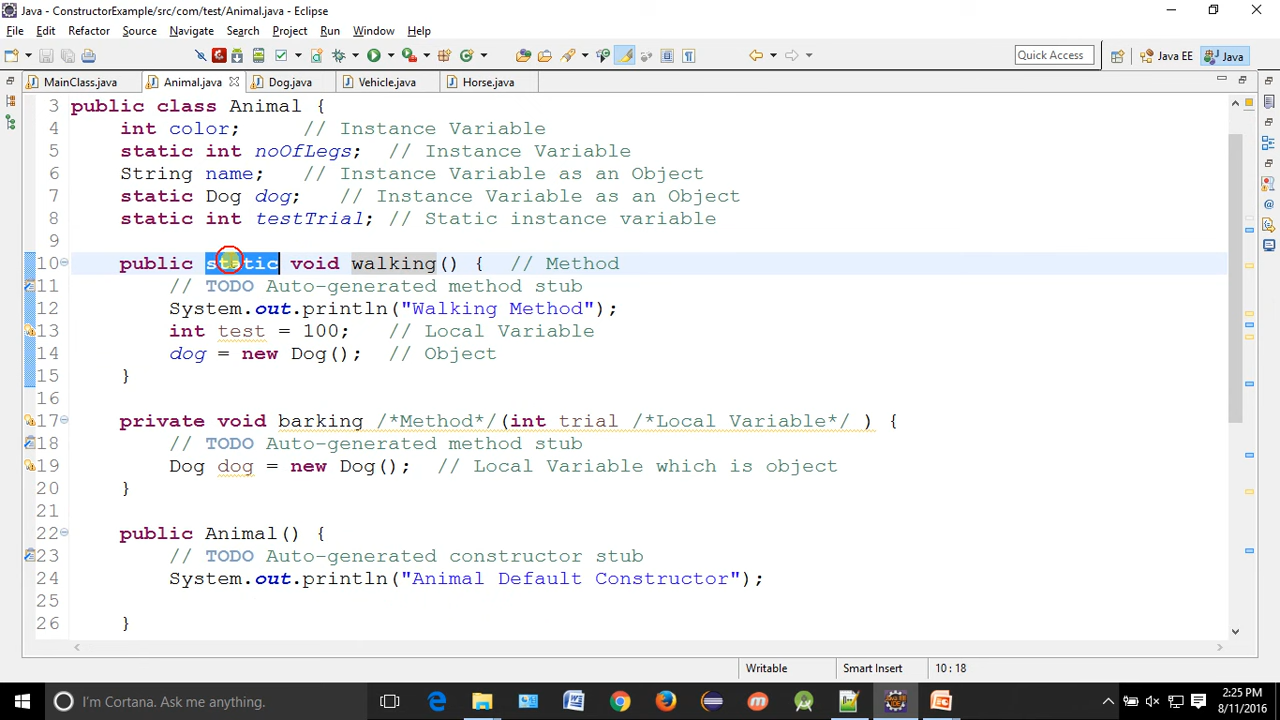 Java - ConstructorExample/src/com/test/Animal.java - Eclipse
File Edit Refactor Source Navigate Search Project Run Window Help
Quick Access Java EE Java
MainClass.java Animal.java Dog.java Vehicle.java Horse.java
3 public class Animal {
4 int color; // Instance Variable
5 static int noOfLegs; // Instance Variable
6 String name; // Instance Variable as an Object
7 static Dog dog; // Instance Variable as an Object
8 static int testTrial; // Static instance variable
9
10 public static void walking() { // Method
11 // TODO Auto-generated method stub
12 System.out.println("Walking Method");
13 int test = 100; // Local Variable
14 dog = new Dog(); // Object
15 }
16
17 private void barking /*Method*/(int trial /*Local Variable*/ ) {
18 // TODO Auto-generated method stub
19 Dog dog = new Dog(); // Local Variable which is object
20 }
21
22 public Animal() {
23 // TODO Auto-generated constructor stub
24 System.out.println("Animal Default Constructor");
25
26 }
Writable Smart Insert 10 : 18
I'm Cortana. Ask me anything.
2:25 PM
8/11/2016